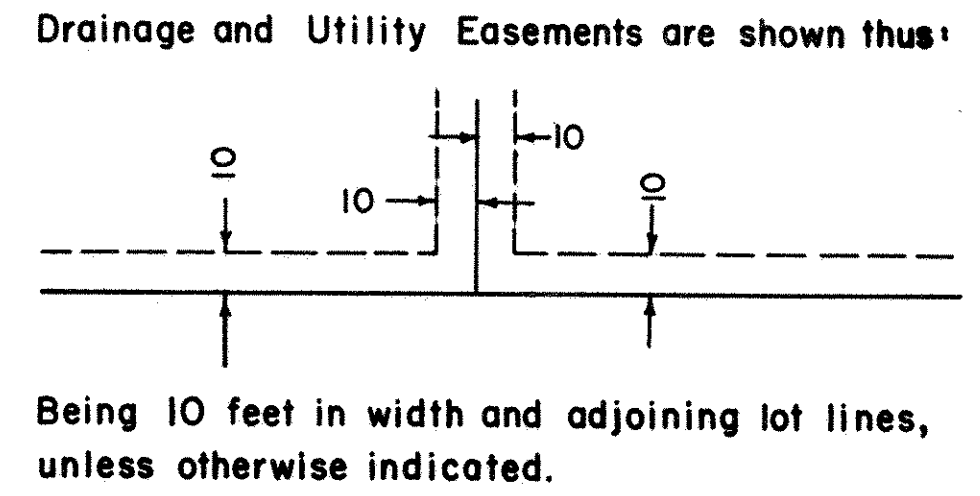 Drainage and Utility Easements are shown thus:
10
10
10
10
Being 10 feet in width and adjoining lot lines,
unless otherwise indicated.